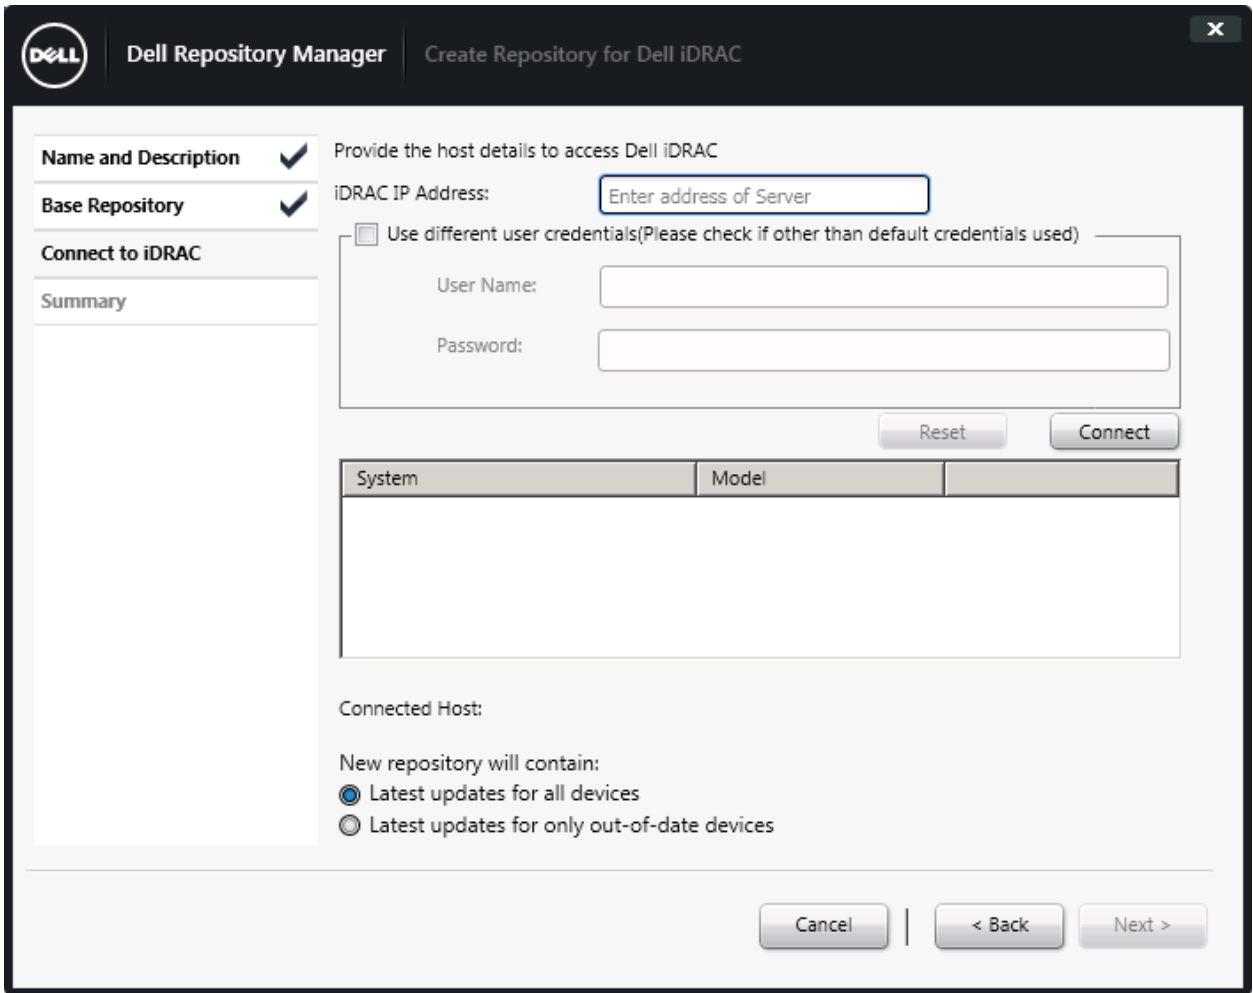 DELL Dell Repository Manager Create Repository for Dell iDRAC x
Name and Description
Base Repository
Connect to iDRAC
Summary
Provide the host details to access Dell iDRAC
iDRAC IP Address: Enter address of Server
Use different user credentials(Please check if other than default credentials used)
User Name:
Password:
Reset Connect
System Model
Connected Host:
New repository will contain:
Latest updates for all devices
Latest updates for only out-of-date devices
Cancel < Back Next >